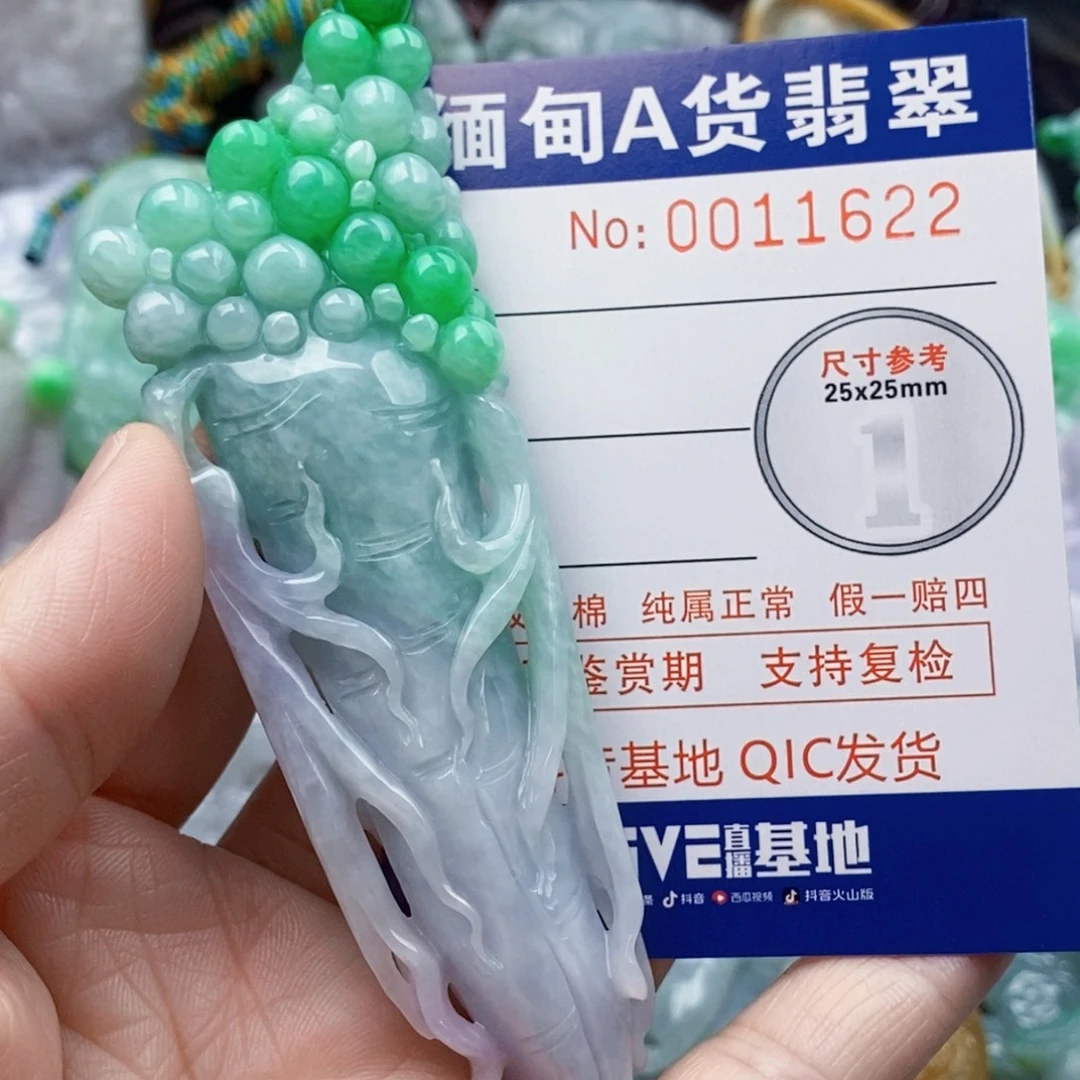 缅甸A货翡翠
No: 0011622
尺寸参考
25x25mm
1
棉 纯属正常 假一赔四
鉴赏期 支持复检
基地 QIC发货
VE直播基地
抖音 西瓜视频 抖音火山版